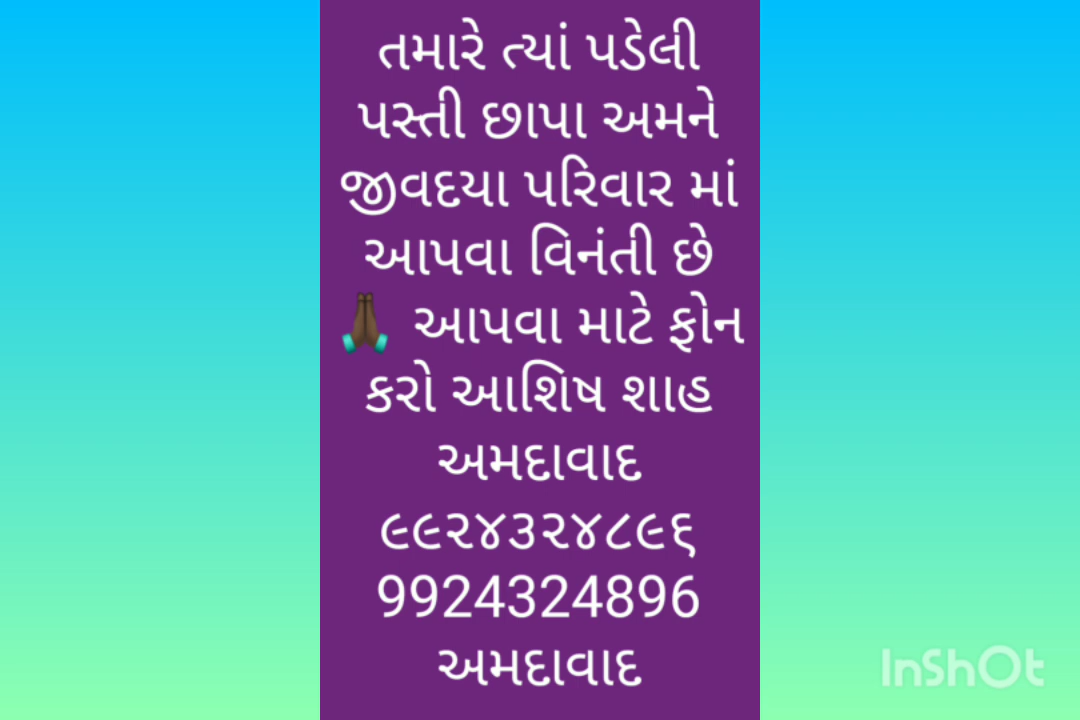 તમારે ત્યાં પડેલી
પસ્તી છાપા અમને
જીવદયા પરિવાર માં
આપવા વિનંતી છે
🙏🏿 આપવા માટે ફોન
કરો આશિષ શાહ
અમદાવાદ
૯૯૨૪૩૨૪૮૯૬
9924324896
અમદાવાદ
InShOt